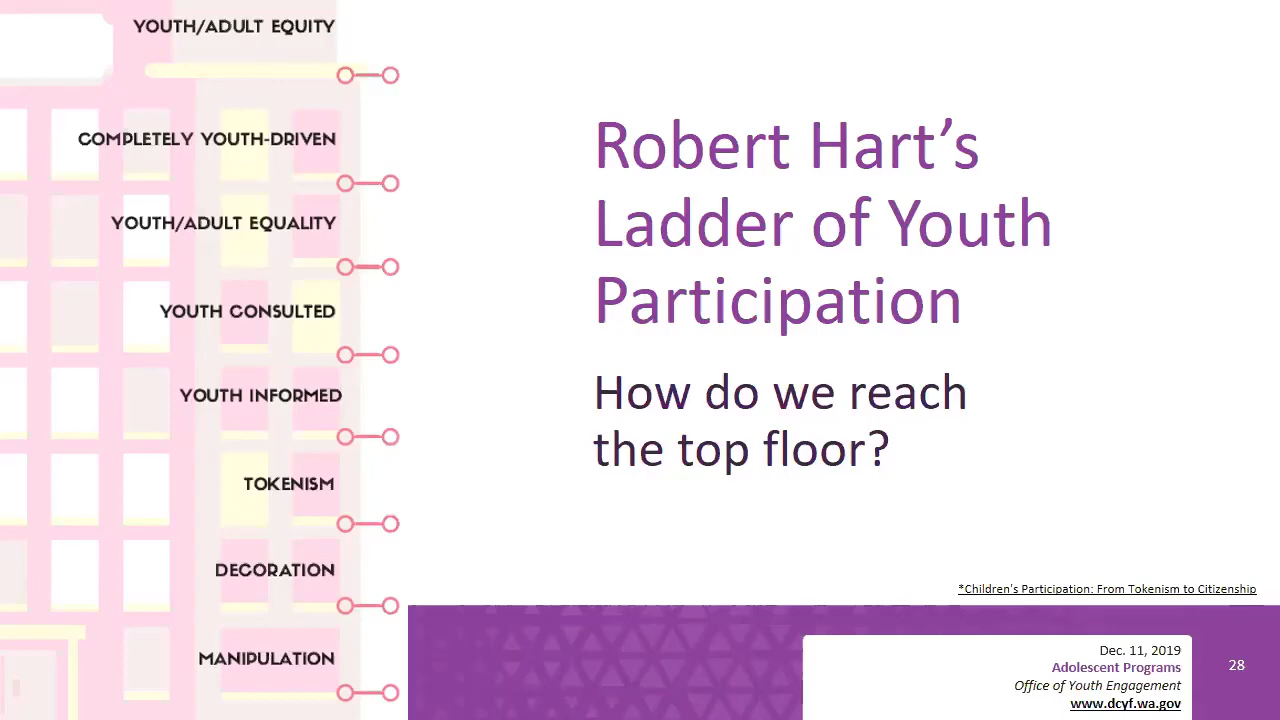 YOUTH/ADULT EQUITY
COMPLETELY YOUTH-DRIVEN
YOUTH/ADULT EQUALITY
YOUTH CONSULTED
YOUTH INFORMED
TOKENISM
DECORATION
MANIPULATION
Robert Hart’s
Ladder of Youth
Participation
How do we reach
the top floor?
*Children's Participation: From Tokenism to Citizenship
Dec. 11, 2019
Adolescent Programs
Office of Youth Engagement
www.dcyf.wa.gov
28